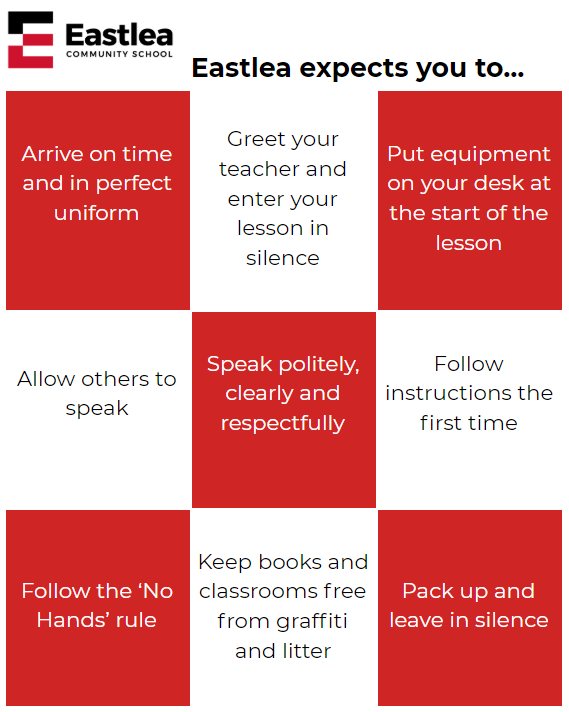 Eastlea
COMMUNITY SCHOOL
Eastlea expects you to...
Arrive on time
and in perfect
uniform
Greet your
teacher and
enter your
lesson in
silence
Put equipment
on your desk at
the start of the
lesson
Allow others to
speak
Speak politely,
clearly and
respectfully
Follow
instructions the
first time
Follow the ‘No
Hands’ rule
Keep books and
classrooms free
from graffiti
and litter
Pack up and
leave in silence